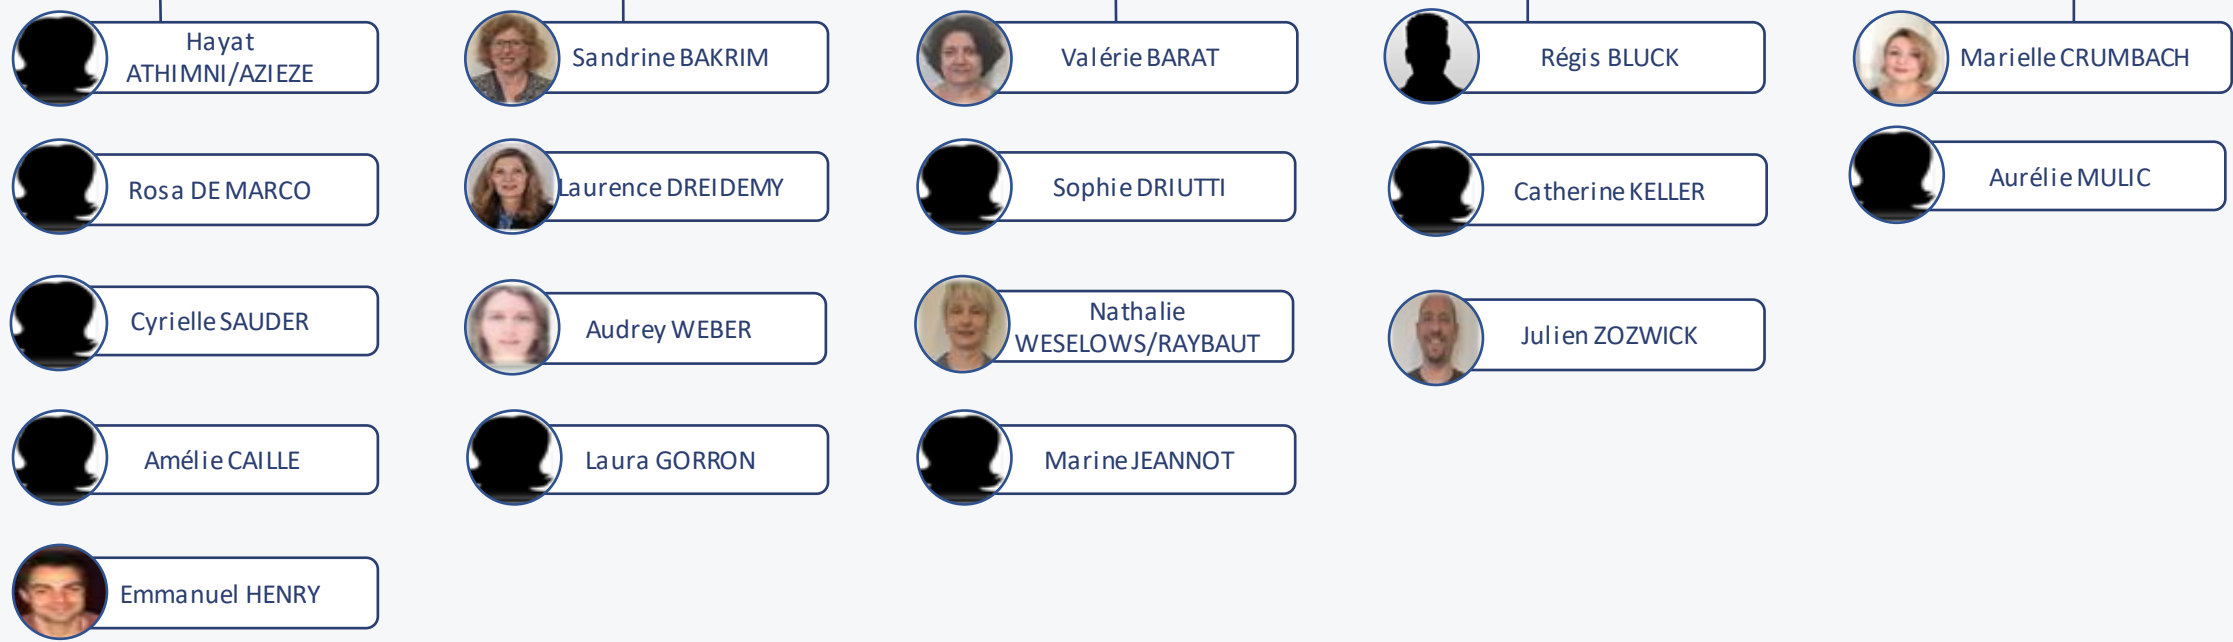 Hayat
ATHIMNI/AZIEZE
Sandrine BAKRIM
Valérie BARAT
Régis BLUCK
Marielle CRUMBACH
Rosa DE MARCO
Laurence DREIDEMY
Sophie DRIUTTI
Catherine KELLER
Aurélie MULIC
Cyrielle SAUDER
Audrey WEBER
Nathalie
WESELOWS/RAYBAUT
Julien ZOZWICK
Amélie CAILLE
Laura GORRON
Marine JEANNOT
Emmanuel HENRY